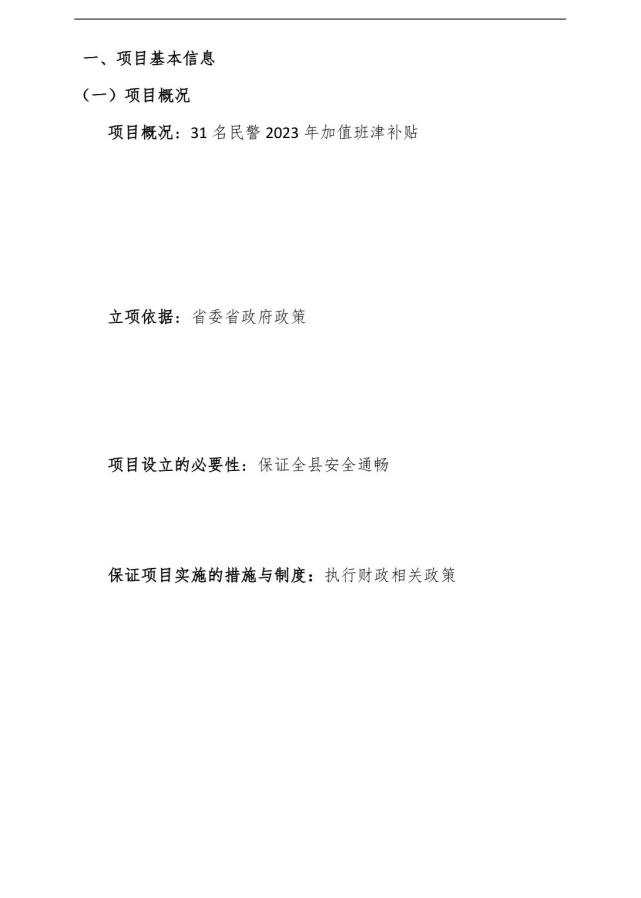 一、项目基本信息
（一）项目概况
项目概况：31 名民警 2023 年加值班津补贴
立项依据：省委省政府政策
项目设立的必要性：保证全县安全通畅
保证项目实施的措施与制度：执行财政相关政策